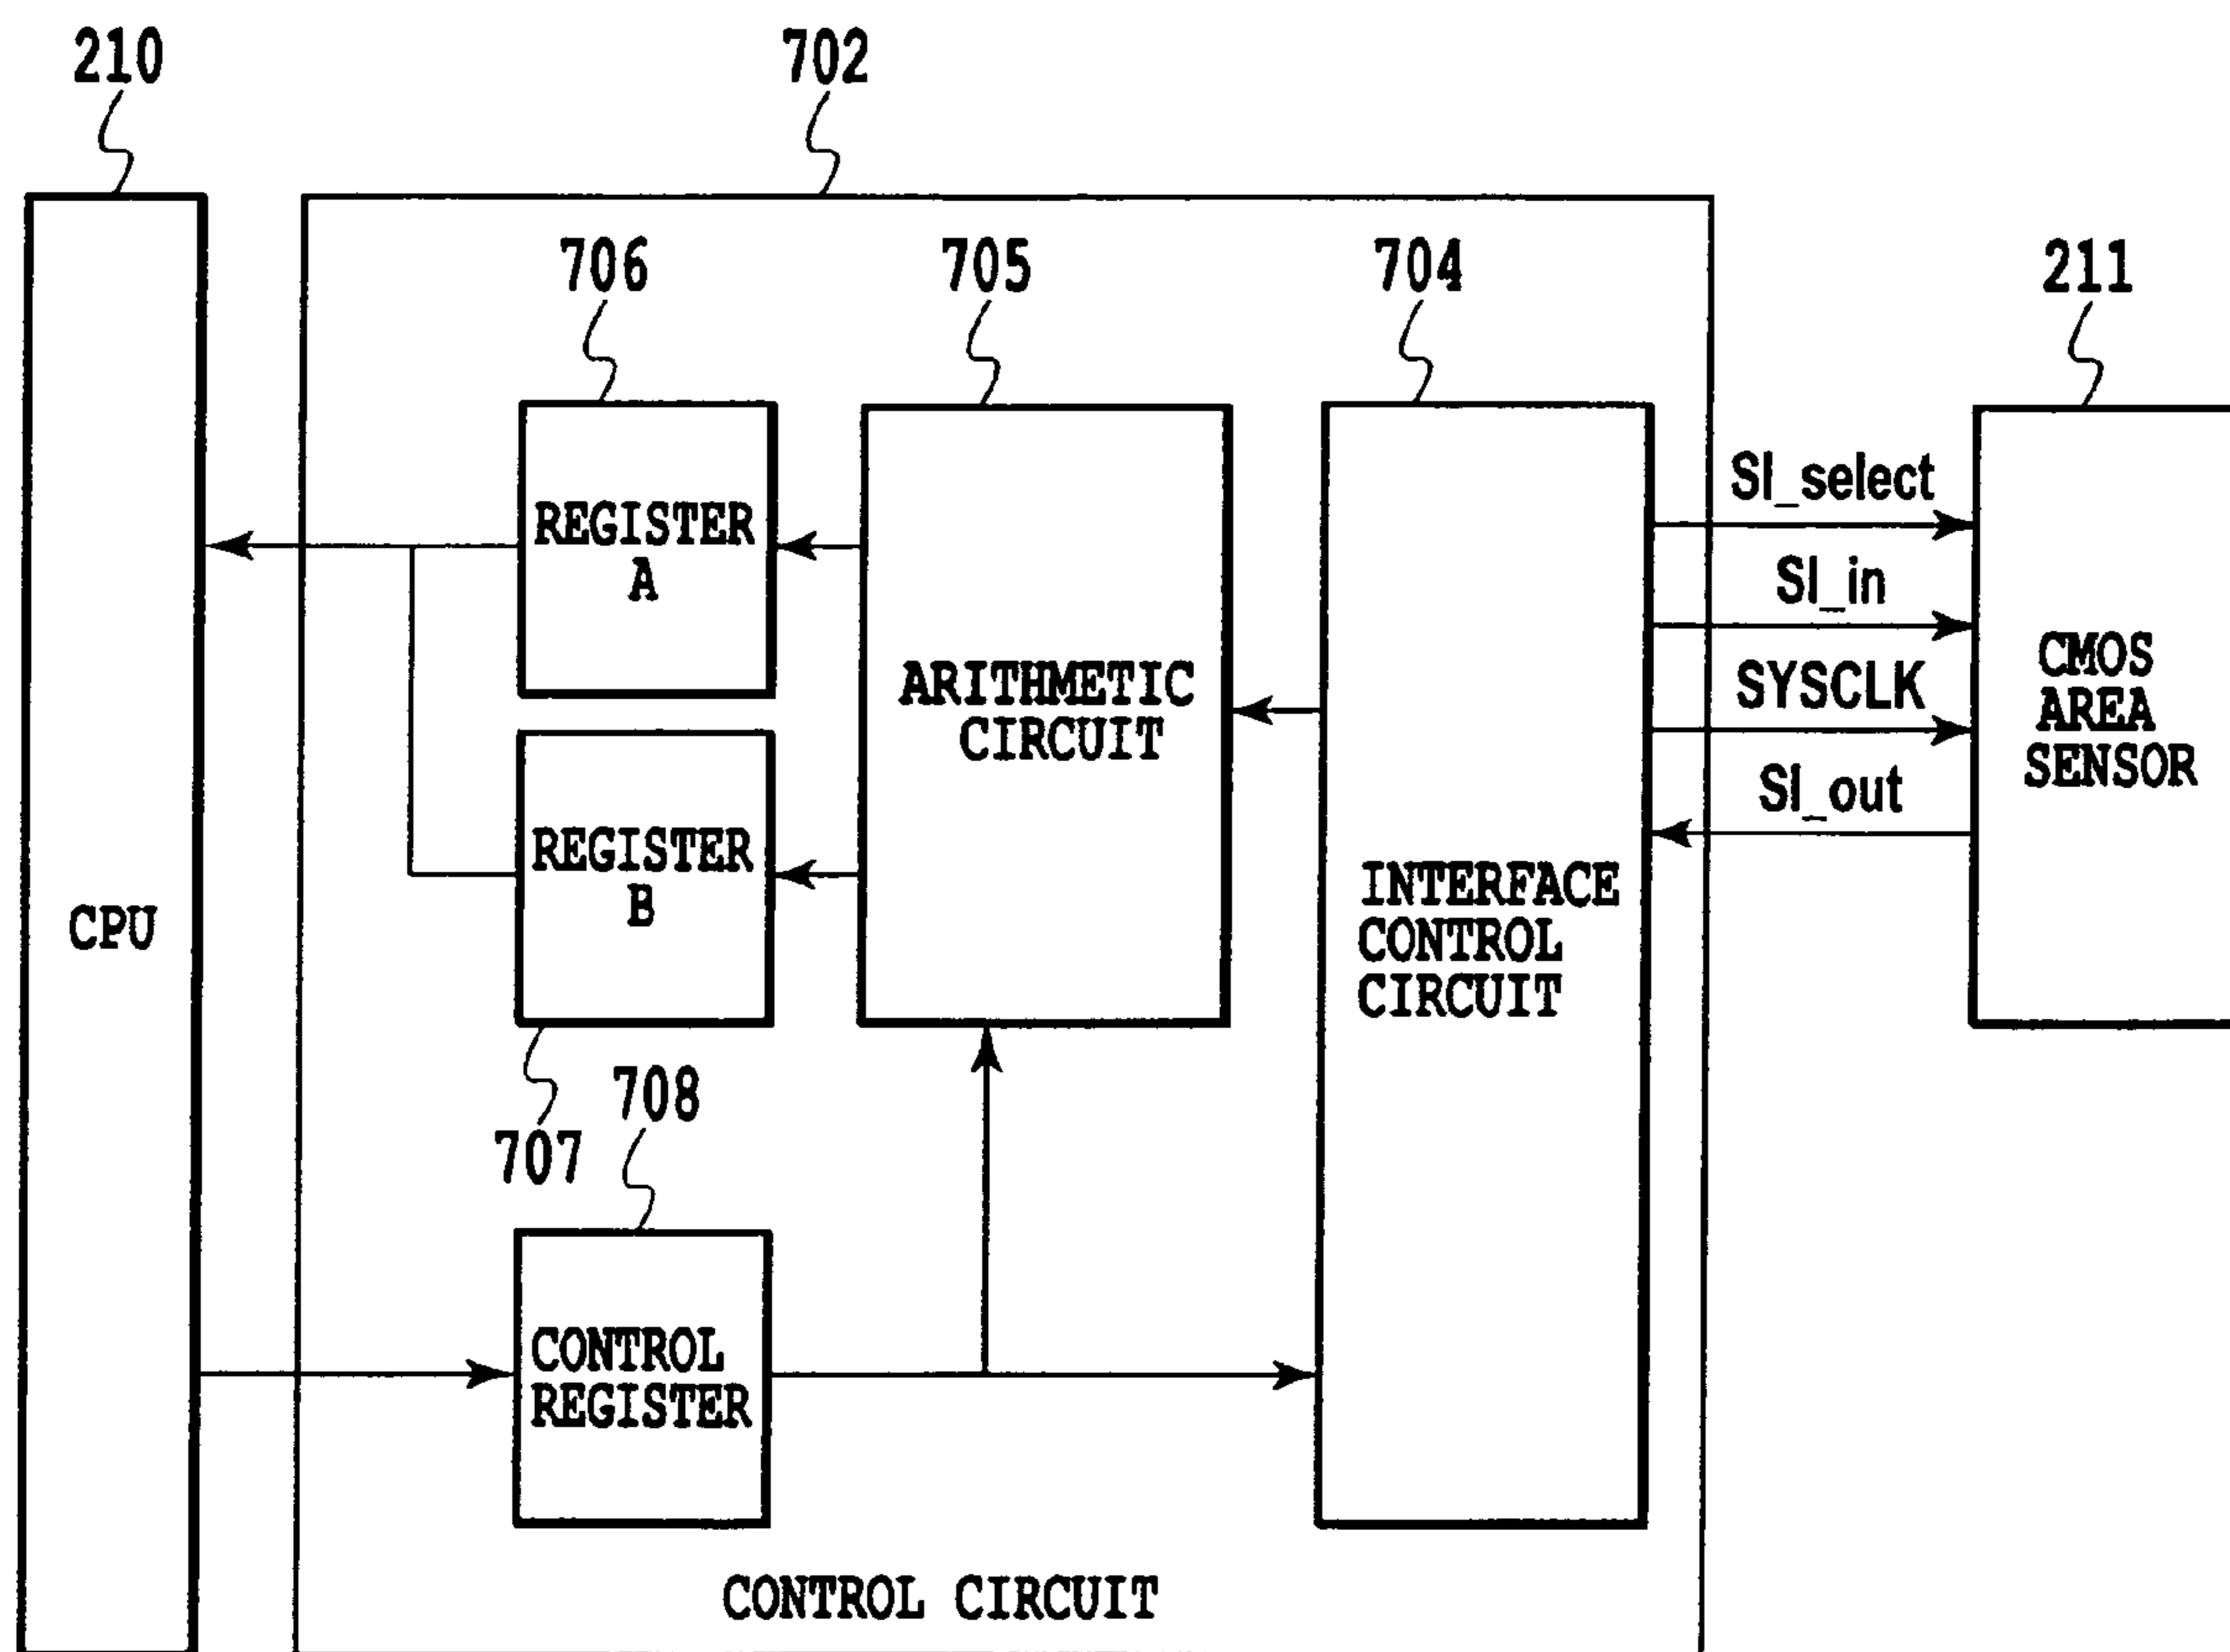 210
702
706
705
704
211
REGISTER
A
ARITHMETIC
CIRCUIT
SI_select
SI_in
SYSCLK
SI_out
CMOS
AREA
SENSOR
REGISTER
B
INTERFACE
CONTROL
CIRCUIT
CPU
707
708
CONTROL
REGISTER
CONTROL CIRCUIT